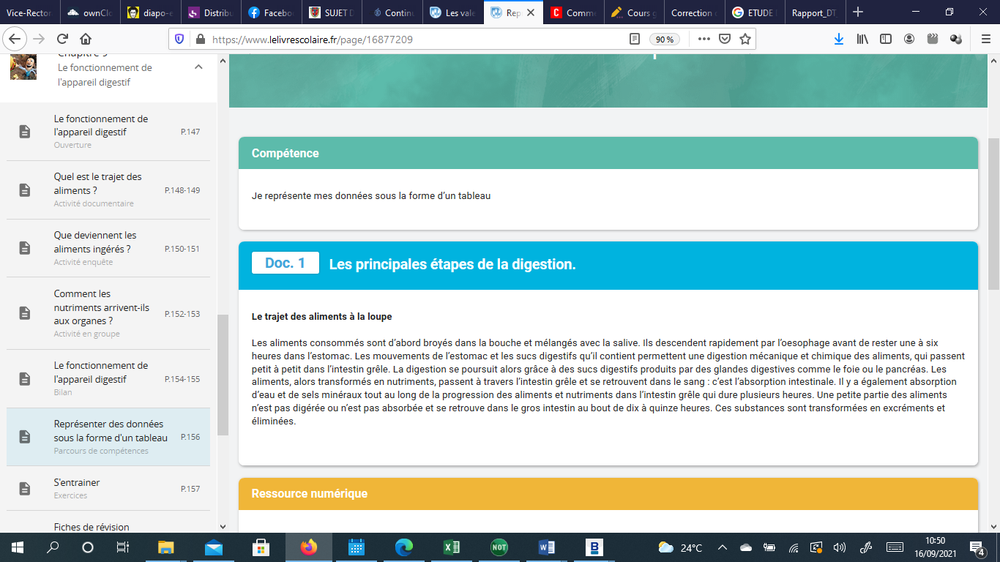 Vice-Rector
ownClo
diapo-e
Distribu
Faceboo
SUJET D
Continu
Les vale
Rep
Comme
Cours g
Correction
ETUDE
Rapport_DT
https://www.lelivrescolaire.fr/page/16877209
90 %
Chapitre 9
Le fonctionnement de
l'appareil digestif
Le fonctionnement de
l'appareil digestif
P.147
Ouverture
Quel est le trajet des
aliments ?
P.148-149
Activité documentaire
Que deviennent les
aliments ingérés ?
P.150-151
Activité enquête
Comment les
nutriments arrivent-ils
aux organes ?
P.152-153
Activité en groupe
Le fonctionnement de
l'appareil digestif
P.154-155
Bilan
Représenter des données
sous la forme d'un tableau
P.156
Parcours de compétences
S'entrainer
P.157
Exercices
Fiches de révision
Compétence
Je représente mes données sous la forme d'un tableau
Doc. 1
Les principales étapes de la digestion.
Le trajet des aliments à la loupe
Les aliments consommés sont d'abord broyés dans la bouche et mélangés avec la salive. Ils descendent rapidement par l'oesophage avant de rester une à six
heures dans l'estomac. Les mouvements de l'estomac et les sucs digestifs qu'il contient permettent une digestion mécanique et chimique des aliments, qui passent
petit à petit dans l'intestin grêle. La digestion se poursuit alors grâce à des sucs digestifs produits par des glandes digestives comme le foie ou le pancréas. Les
aliments, alors transformés en nutriments, passent à travers l'intestin grêle et se retrouvent dans le sang : c'est l'absorption intestinale. Il y a également absorption
d'eau et de sels minéraux tout au long de la progression des aliments et nutriments dans l'intestin grêle qui dure plusieurs heures. Une petite partie des aliments
n'est pas digérée ou n'est pas absorbée et se retrouve dans le gros intestin au bout de dix à quinze heures. Ces substances sont transformées en excréments et
éliminées.
Ressource numérique
24°C
10:50
16/09/2021
4